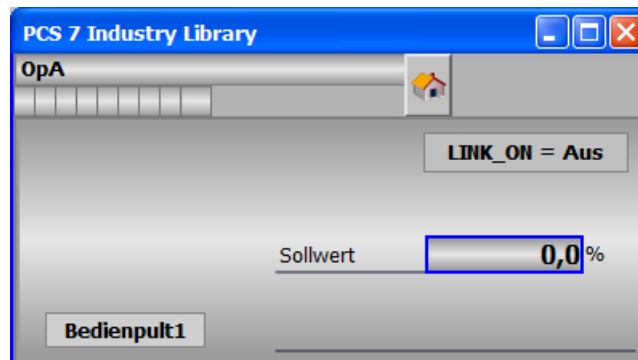 PCS 7 Industry Library
OpA
LINK_ON = Aus
Sollwert 0,0 %
Bedienpult1